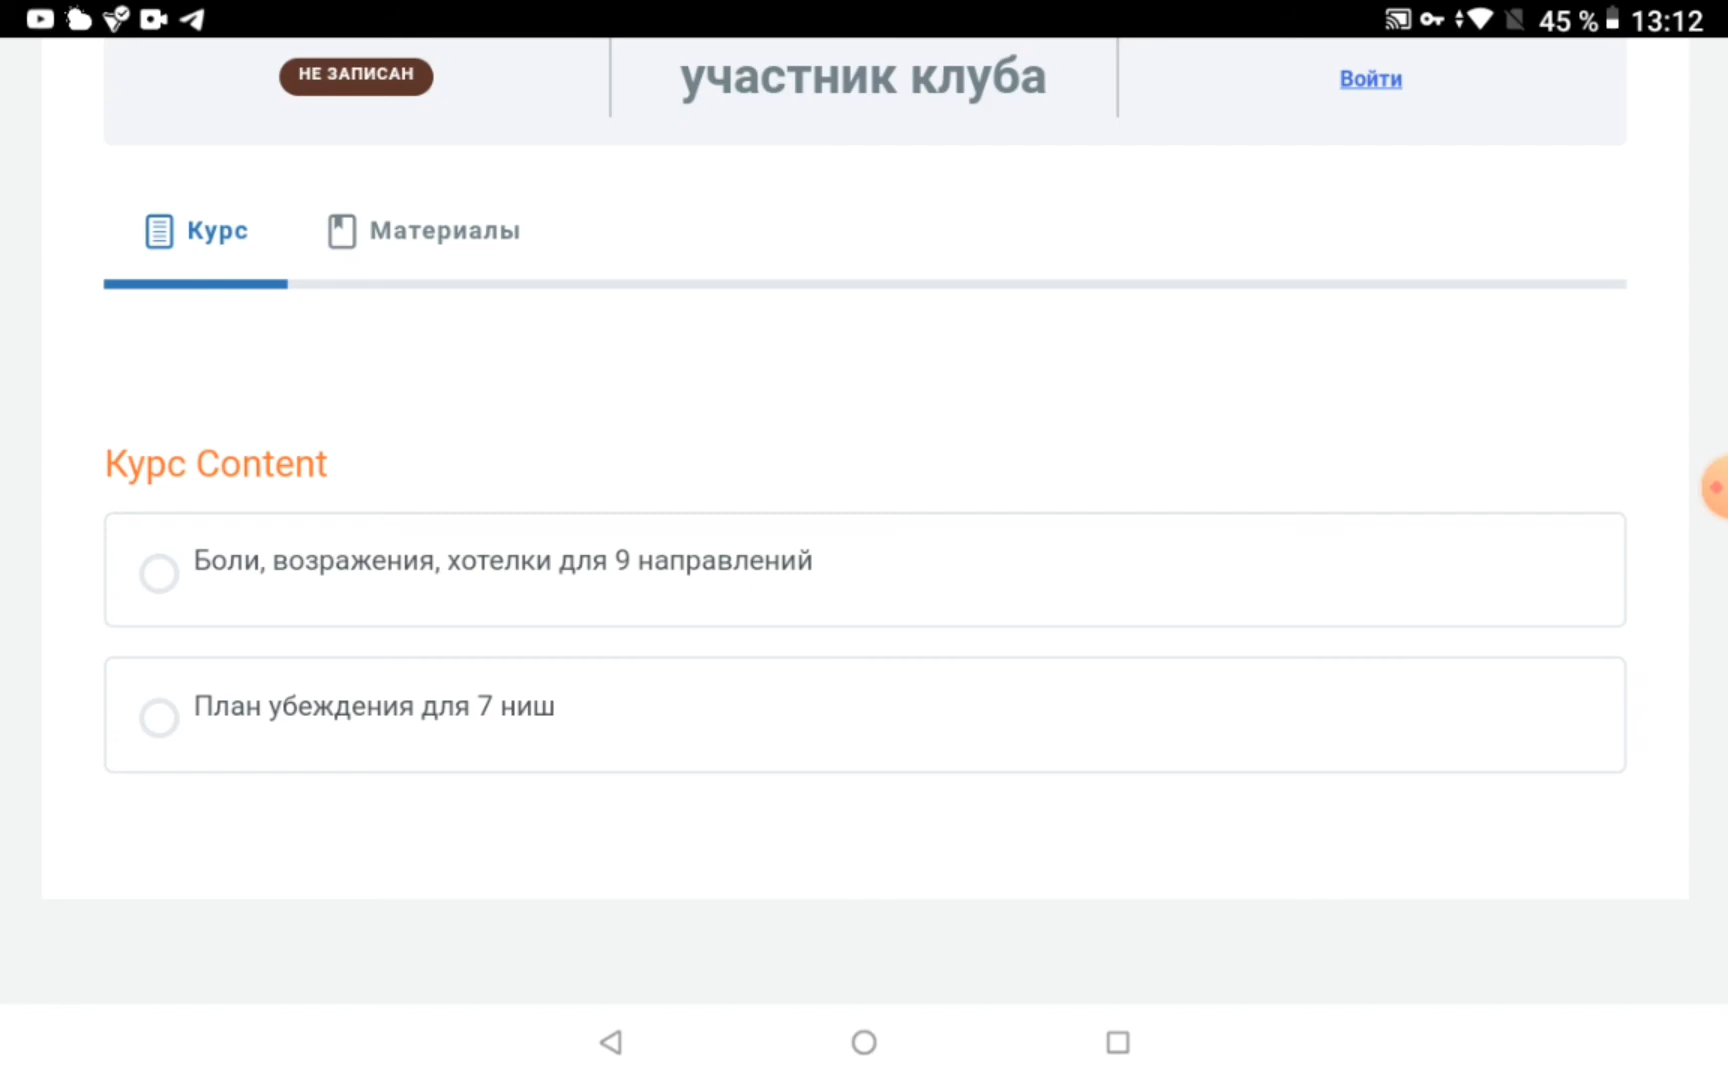 45 % 13:12
НЕ ЗАПИСАН
участник клуба
Войти
Курс
Материалы
Курс Content
Боли, возражения, хотелки для 9 направлений
План убеждения для 7 ниш